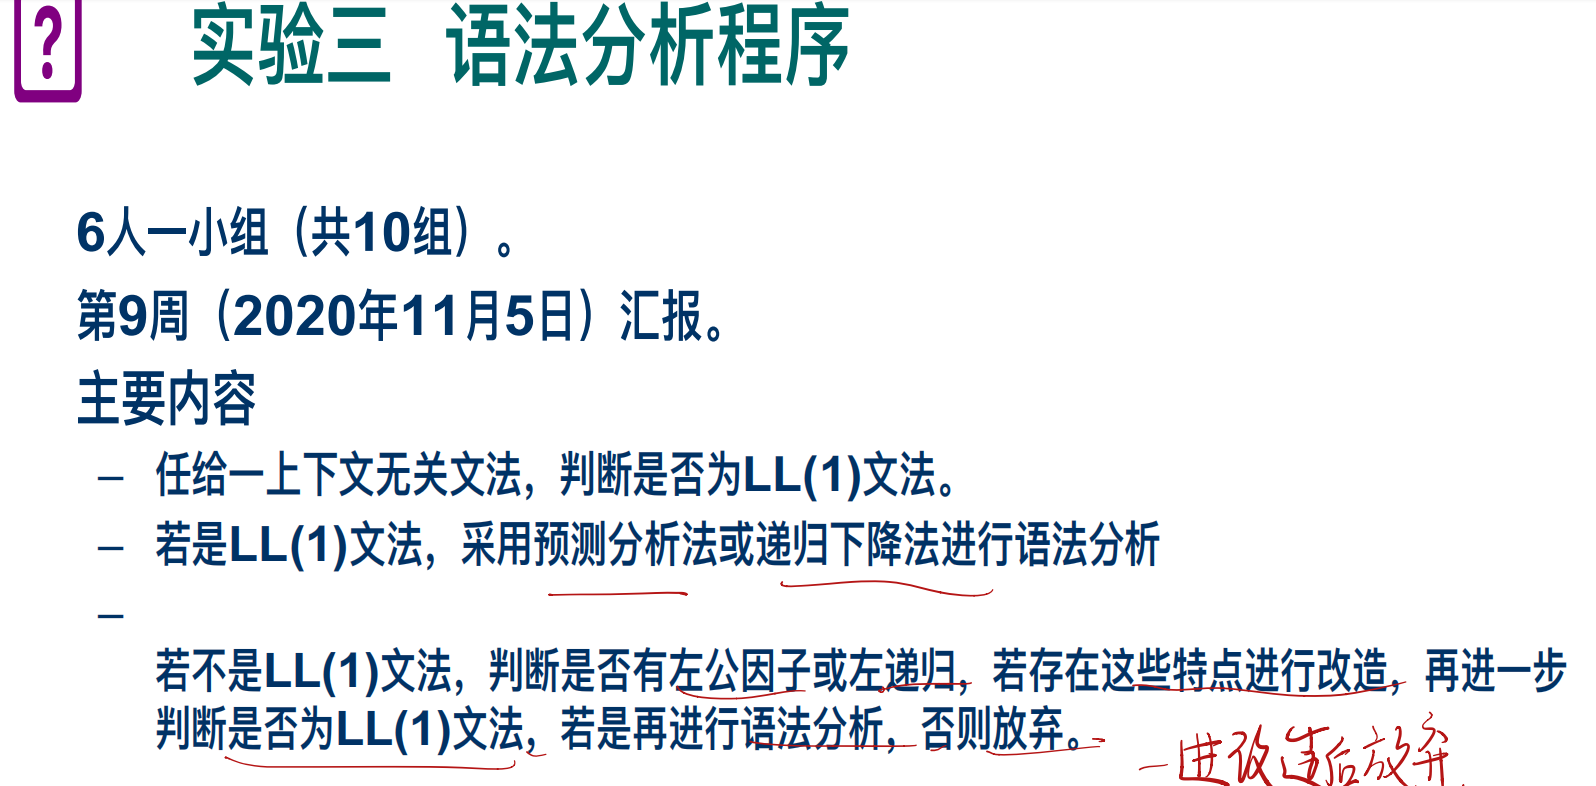 ?
实验三 语法分析程序
6人一小组（共10组）。
第9周（2020年11月5日）汇报。
主要内容
– 任给一上下文无关文法，判断是否为LL(1)文法。
– 若是LL(1)文法，采用预测分析法或递归下降法进行语法分析
–
若不是LL(1)文法，判断是否有左公因子或左递归，若存在这些特点进行改造，再进一步
判断是否为LL(1)文法，若是再进行语法分析，否则放弃。
一进改造后放弃